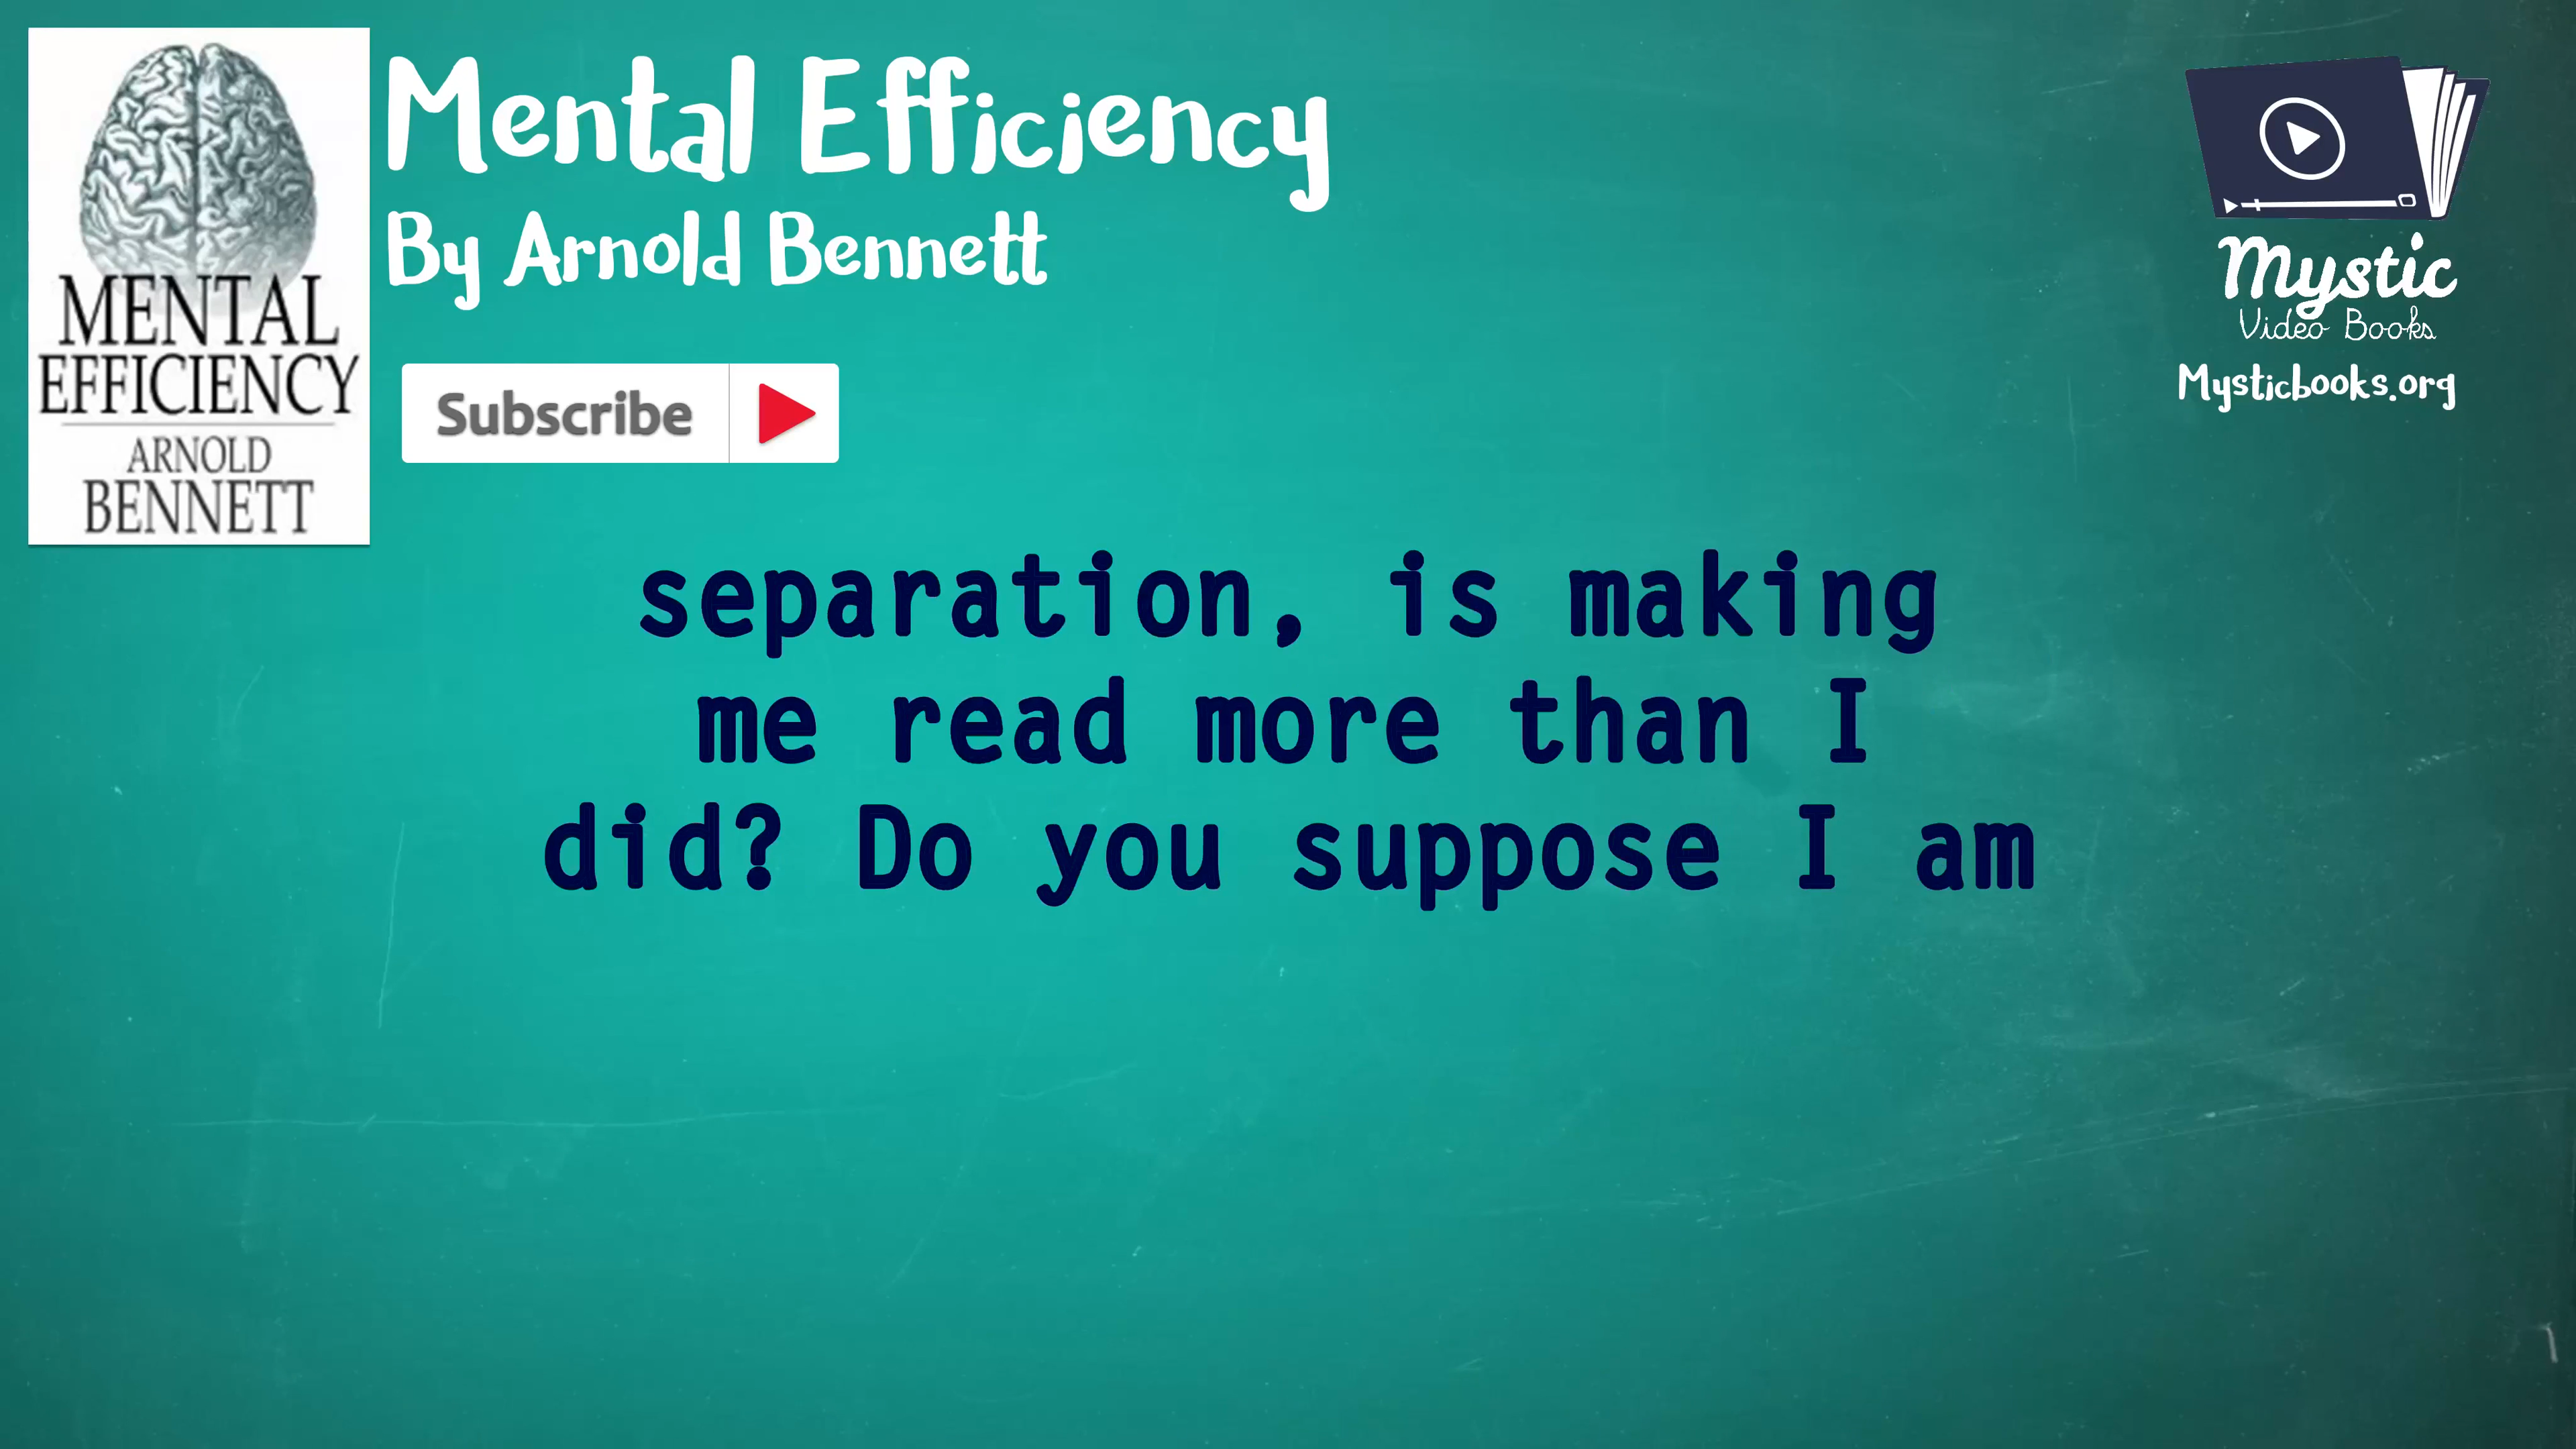 MENTAL
EFFICIENCY
ARNOLD
BENNETT
Mental Efficiency
By Arnold Bennett
Subscribe
Mystic
Video Books
Mysticbooks.org
separation, is making
me read more than I
did? Do you suppose I am